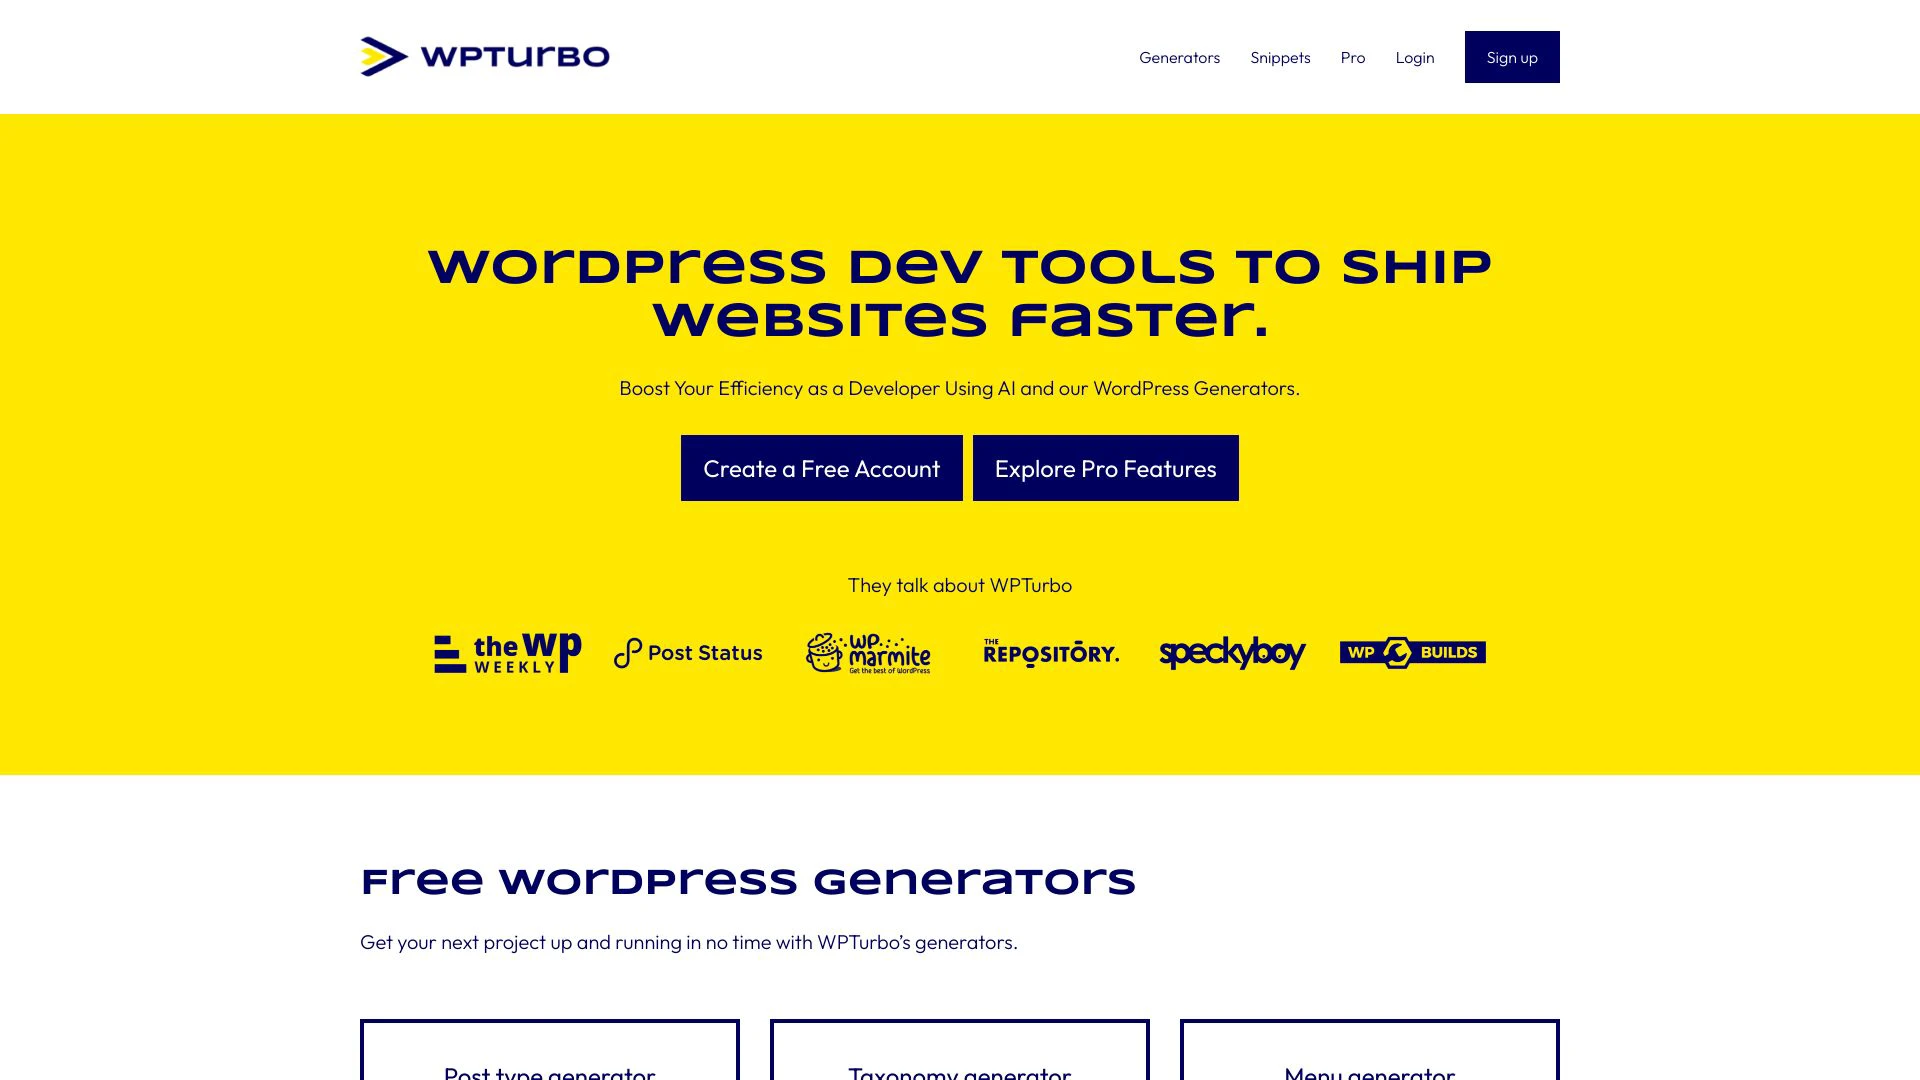 WPTURBO
Generators
Snippets
Pro
Login
Sign up
WordPress Dev Tools to Ship
Websites Faster.
Boost Your Efficiency as a Developer Using AI and our WordPress Generators.
Create a Free Account
Explore Pro Features
They talk about WPTurbo
the wp
WEEKLY
Post Status
wp
marmite
Get the best of WordPress
THE
REPOSITORY.
speckyboy
WP BUILDS
Free WordPress Generators
Get your next project up and running in no time with WPTurbo’s generators.
Post type generator
Taxonomy generator
Menu generator